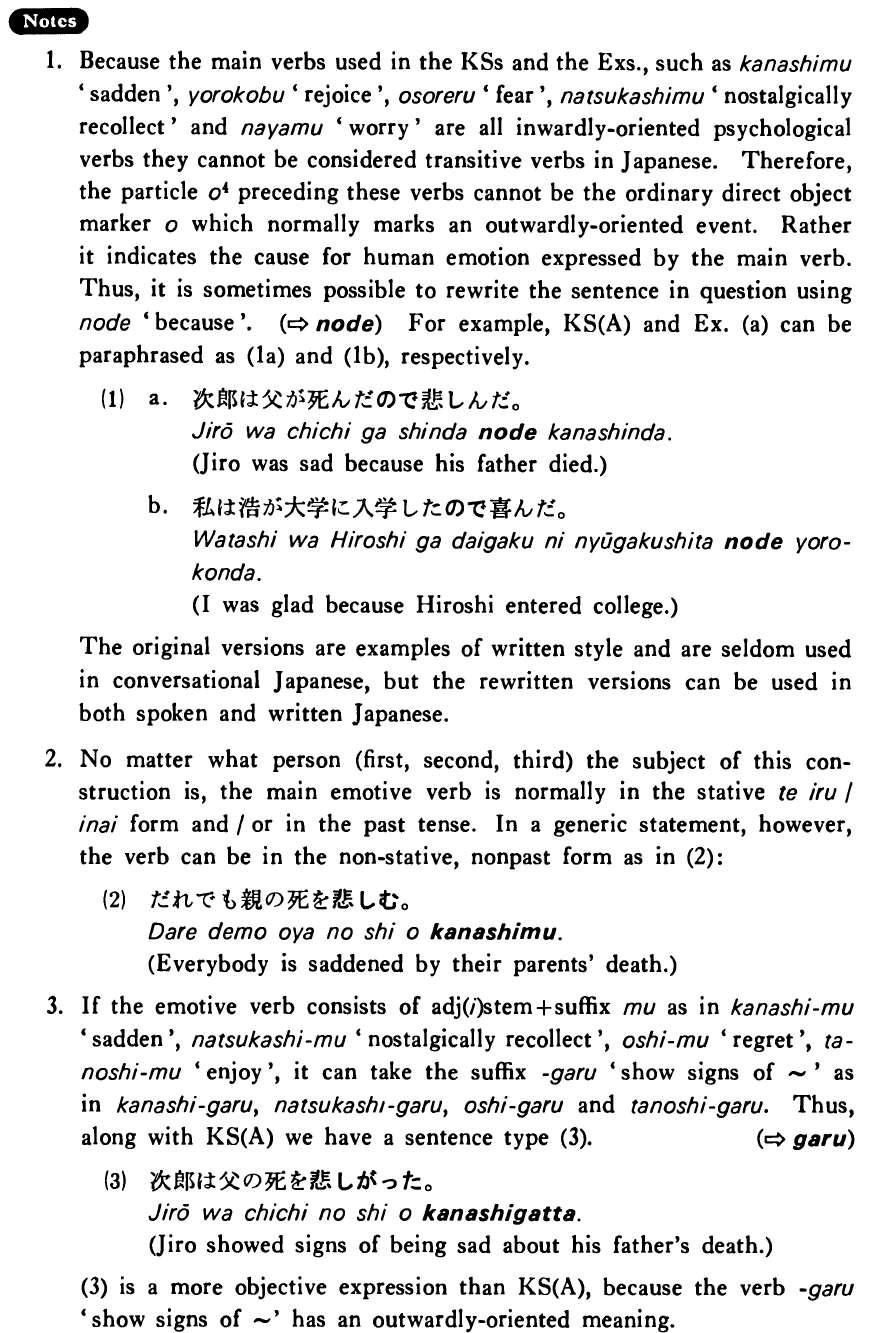 Notes
1. Because the main verbs used in the KSs and the Exs., such as kanashimu
‘sadden’, yorokobu ‘rejoice’, osoreru ‘fear’, natsukashimu ‘nostalgically
recollect’ and nayamu ‘worry’ are all inwardly-oriented psychological
verbs they cannot be considered transitive verbs in Japanese. Therefore,
the particle o⁴ preceding these verbs cannot be the ordinary direct object
marker o which normally marks an outwardly-oriented event. Rather
it indicates the cause for human emotion expressed by the main verb.
Thus, it is sometimes possible to rewrite the sentence in question using
node ‘because’. (⇨ node) For example, KS(A) and Ex. (a) can be
paraphrased as (1a) and (1b), respectively.
(1) a. 次郎は父が死んだので悲しんだ。
Jirō wa chichi ga shinda node kanashinda.
(Jiro was sad because his father died.)
b. 私は浩が大学に入学したので喜んだ。
Watashi wa Hiroshi ga daigaku ni nyūgakushita node yoro-
konda.
(I was glad because Hiroshi entered college.)
The original versions are examples of written style and are seldom used
in conversational Japanese, but the rewritten versions can be used in
both spoken and written Japanese.
2. No matter what person (first, second, third) the subject of this con-
struction is, the main emotive verb is normally in the stative te iru /
inai form and / or in the past tense. In a generic statement, however,
the verb can be in the non-stative, nonpast form as in (2):
(2) だれでも親の死を悲しむ。
Dare demo oya no shi o kanashimu.
(Everybody is saddened by their parents’ death.)
3. If the emotive verb consists of adj(i)stem+suffix mu as in kanashi-mu
‘sadden’, natsukashi-mu ‘nostalgically recollect’, oshi-mu ‘regret’, ta-
noshi-mu ‘enjoy’, it can take the suffix -garu ‘show signs of ~’ as
in kanashi-garu, natsukashi-garu, oshi-garu and tanoshi-garu. Thus,
along with KS(A) we have a sentence type (3). (⇨ garu)
(3) 次郎は父の死を悲しがった。
Jirō wa chichi no shi o kanashigatta.
(Jiro showed signs of being sad about his father’s death.)
(3) is a more objective expression than KS(A), because the verb -garu
‘show signs of ~’ has an outwardly-oriented meaning.